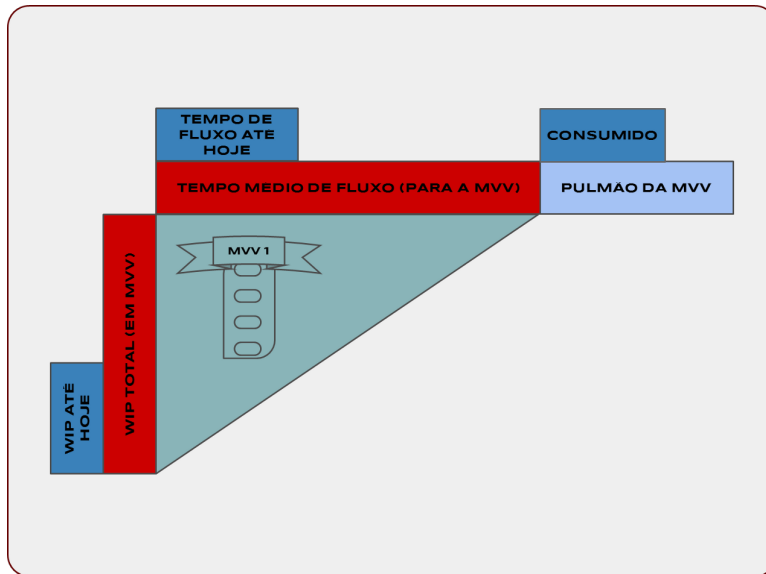 TEMPO DE
FLUXO ATÉ
HOJE
CONSUMIDO
TEMPO MEDIO DE FLUXO (PARA A MVV)
PULMÃO DA MVV
MVV 1
WIP TOTAL (EM MVV)
WIP ATÉ
HOJE